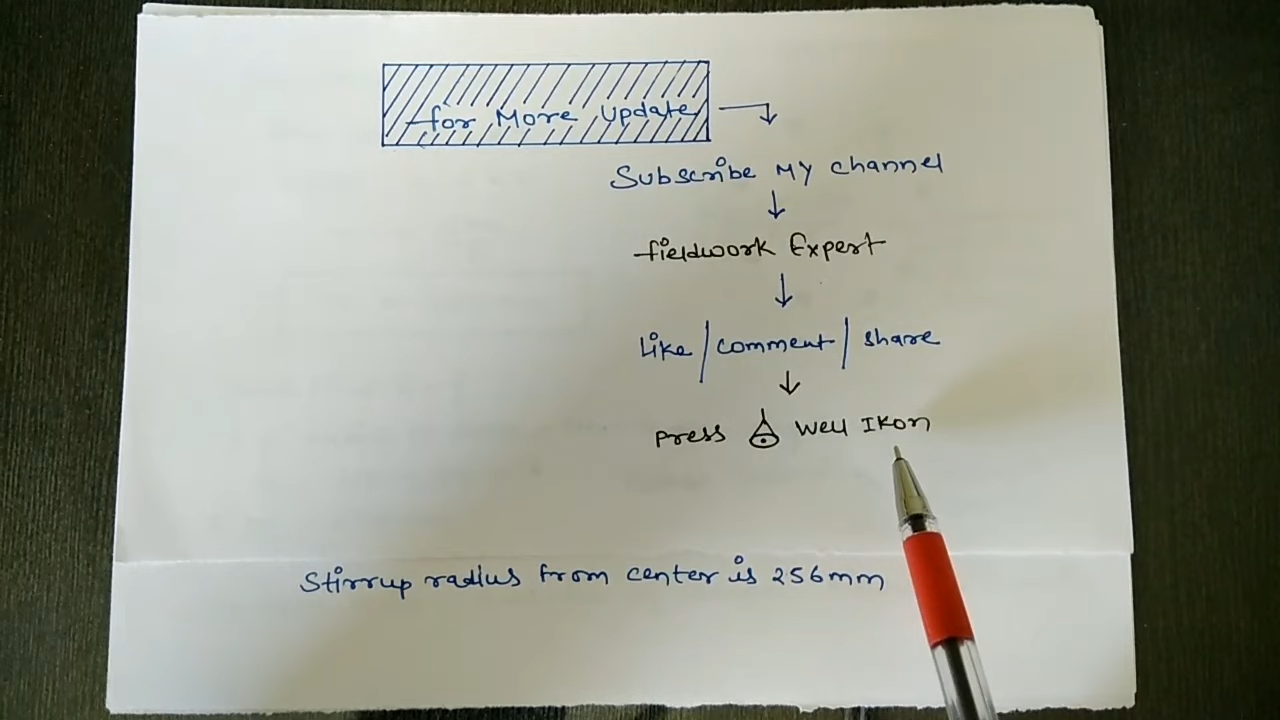 for More Update
Subscribe My channel
fieldwork Expert
Like / comment / share
Press Well Ikon
Stirrup radius from center is 256mm